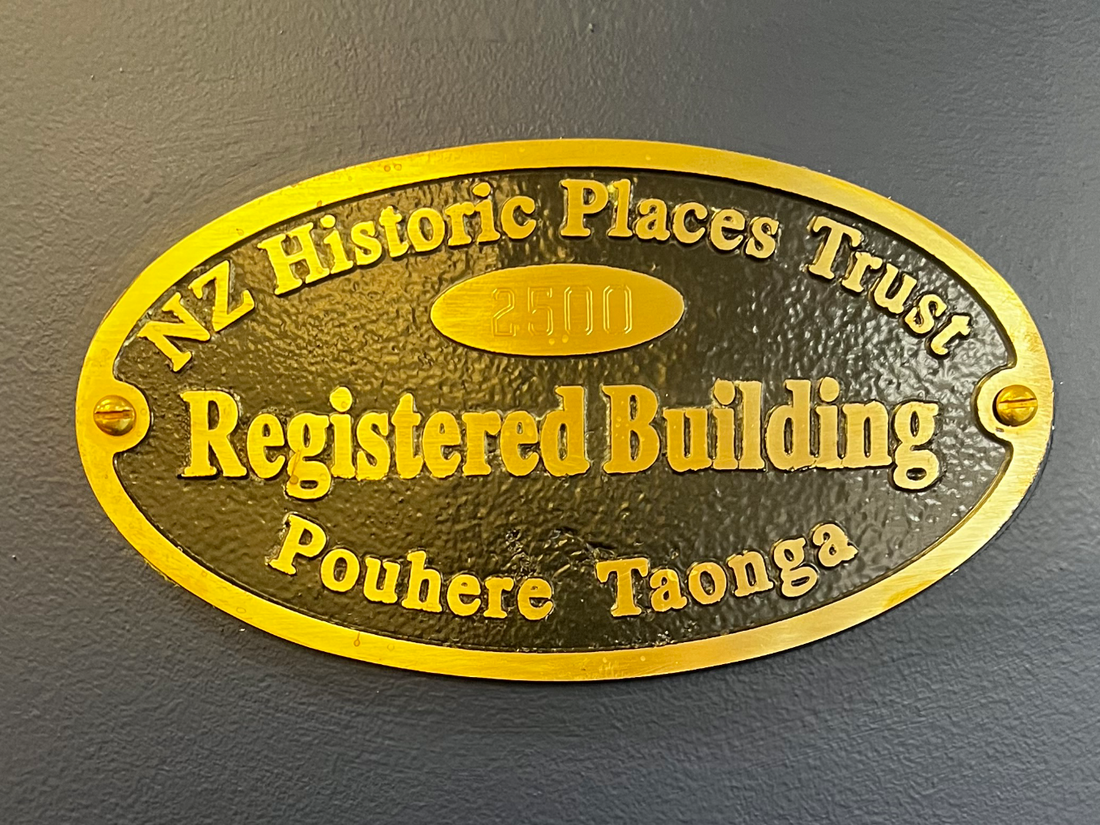 NZ Historic Places Trust
2500
Registered Building
Pouhere Taonga